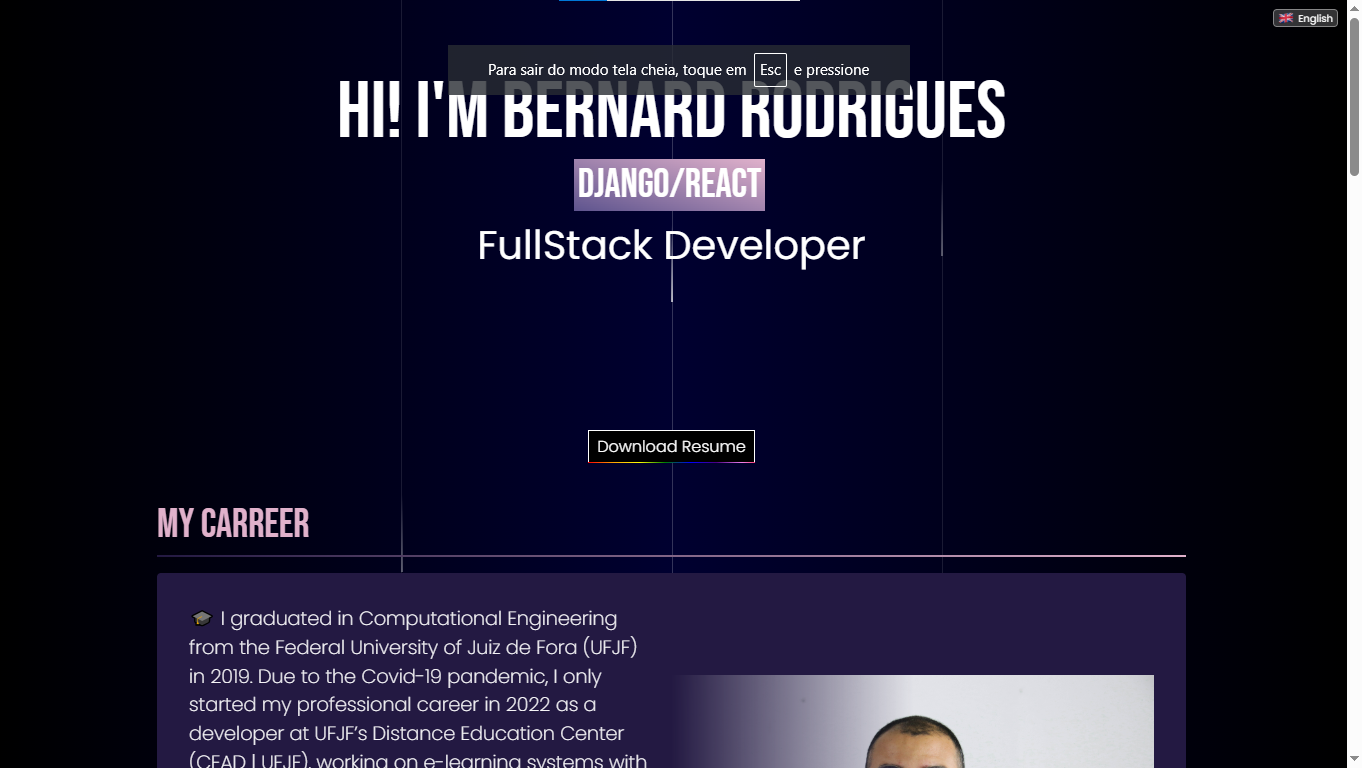 English
Para sair do modo tela cheia, toque em Esc e pressione
HI! I'M BERNARD RODRIGUES
DJANGO/REACT
FullStack Developer
Download Resume
MY CARREER
🎓 I graduated in Computational Engineering
from the Federal University of Juiz de Fora (UFJF)
in 2019. Due to the Covid-19 pandemic, I only
started my professional career in 2022 as a
developer at UFJF’s Distance Education Center
(CEAD | UFJF), working on e-learning systems with